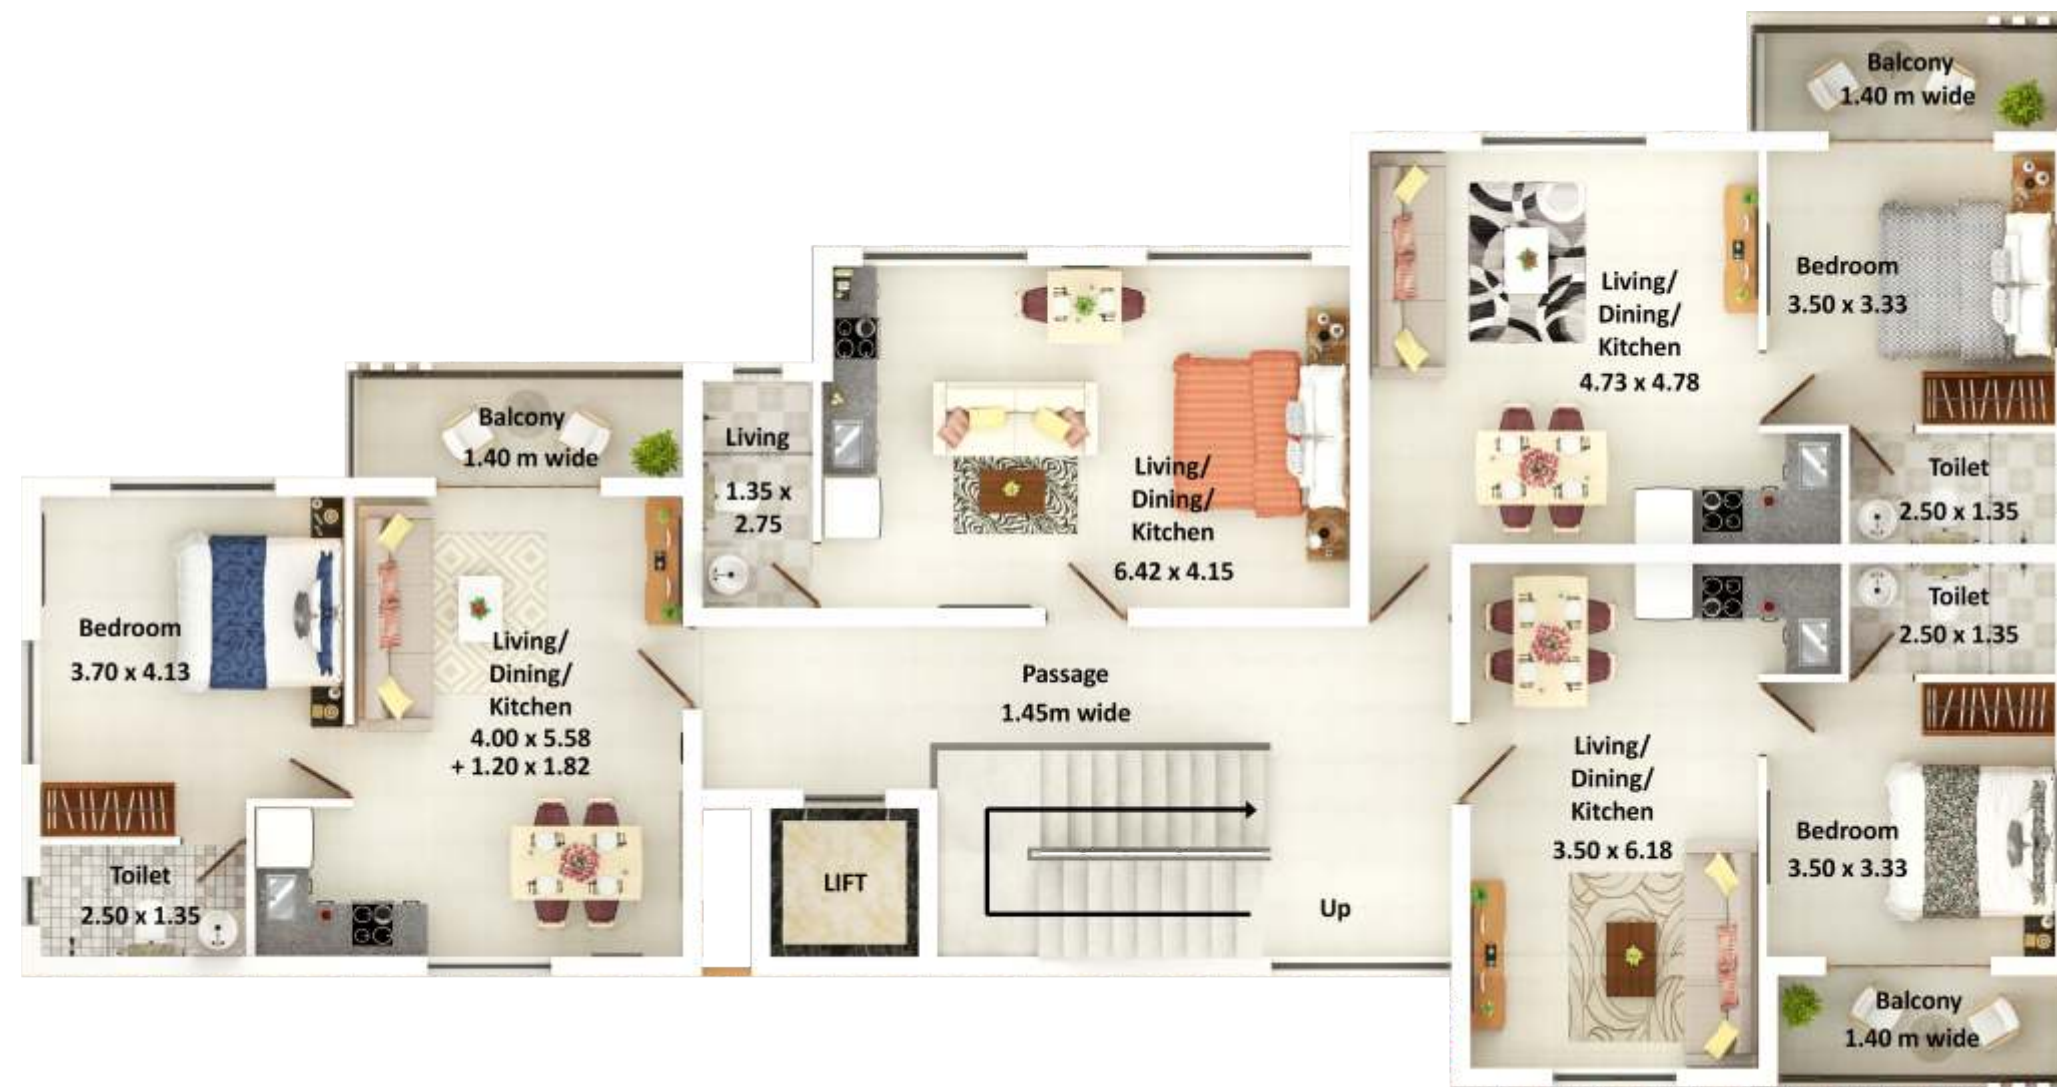 Balcony
1.40 m wide
Bedroom
3.50 x 3.33
Living/
Dining/
Kitchen
4.73 x 4.78
Toilet
2.50 x 1.35
Balcony
1.40 m wide
Living
1.35 x
2.75
Living/
Dining/
Kitchen
6.42 x 4.15
Bedroom
3.70 x 4.13
Living/
Dining/
Kitchen
4.00 x 5.58
+ 1.20 x 1.82
Toilet
2.50 x 1.35
Passage
1.45m wide
LIFT
Up
Toilet
2.50 x 1.35
Living/
Dining/
Kitchen
3.50 x 6.18
Bedroom
3.50 x 3.33
Balcony
1.40 m wide